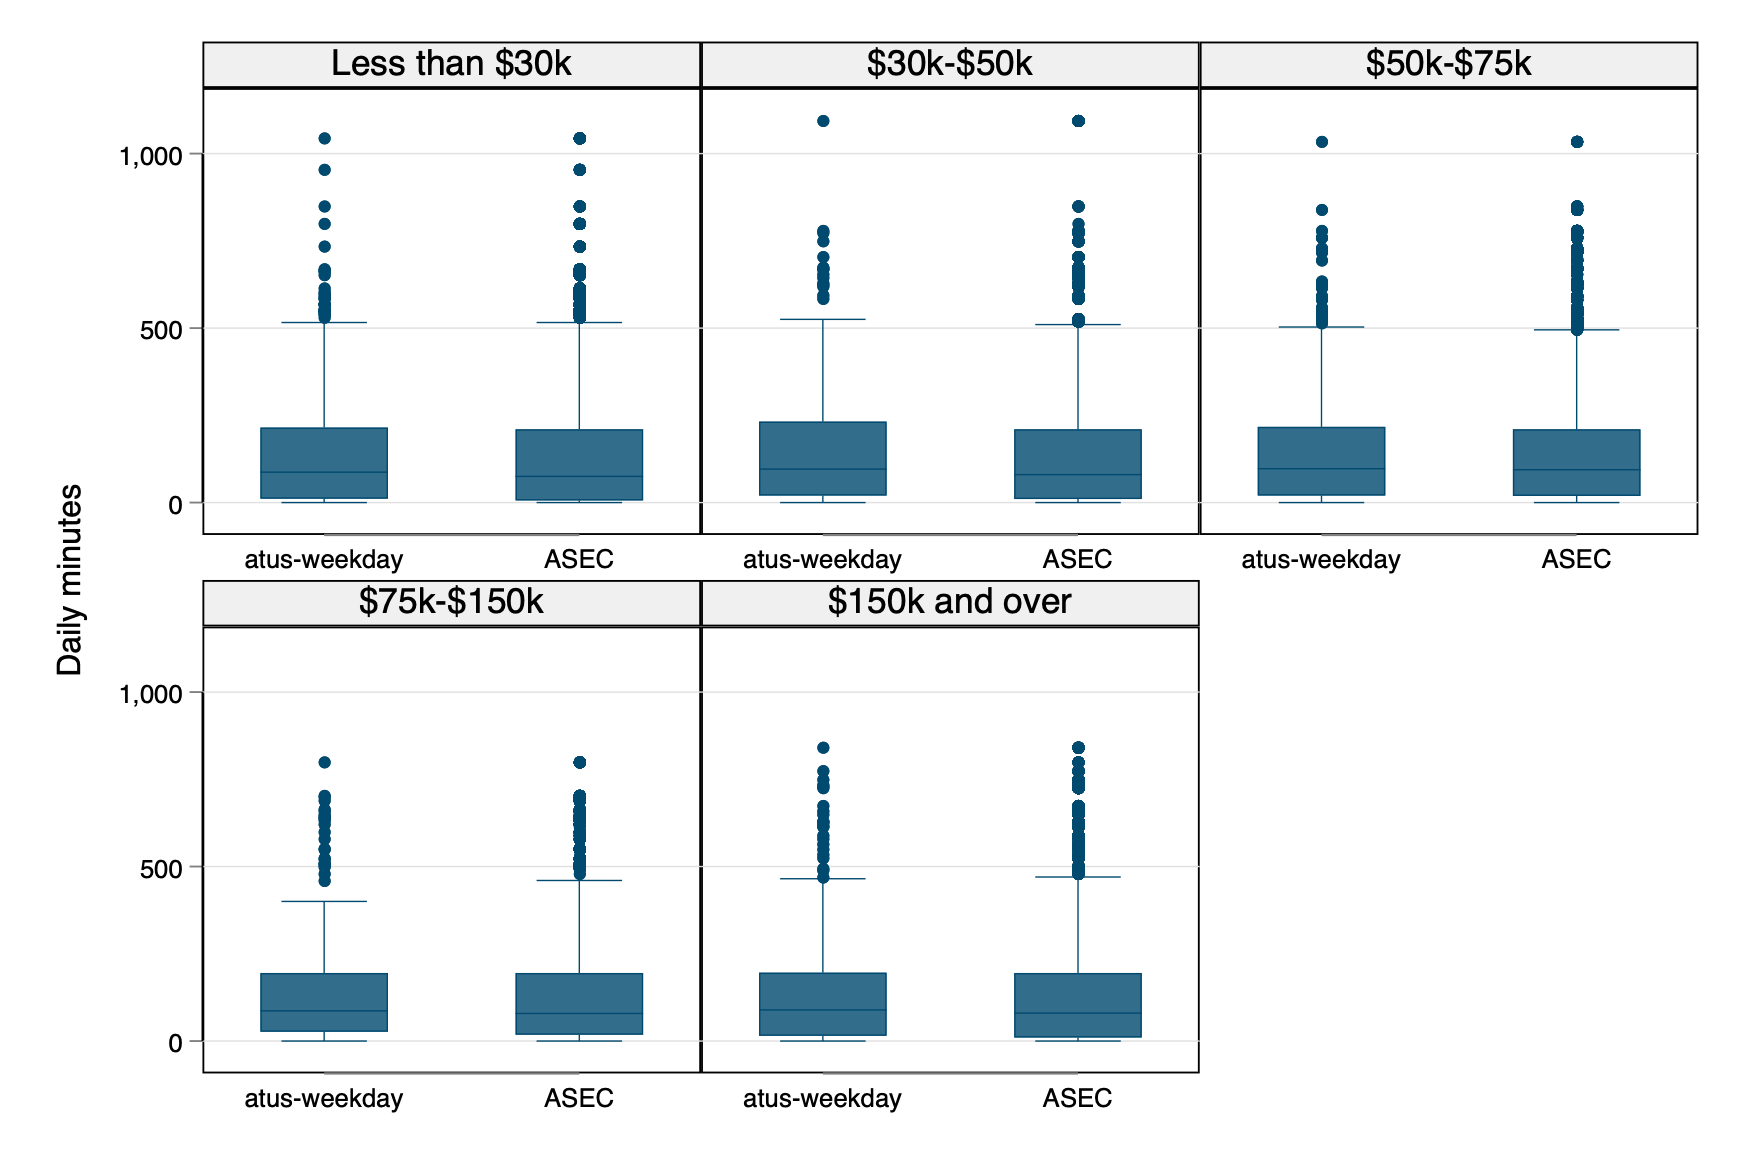 Less than $30k
$30k-$50k
$50k-$75k
1,000
500
0
atus-weekday
ASEC
atus-weekday
ASEC
atus-weekday
ASEC
Daily minutes
$75k-$150k
$150k and over
1,000
500
0
atus-weekday
ASEC
atus-weekday
ASEC